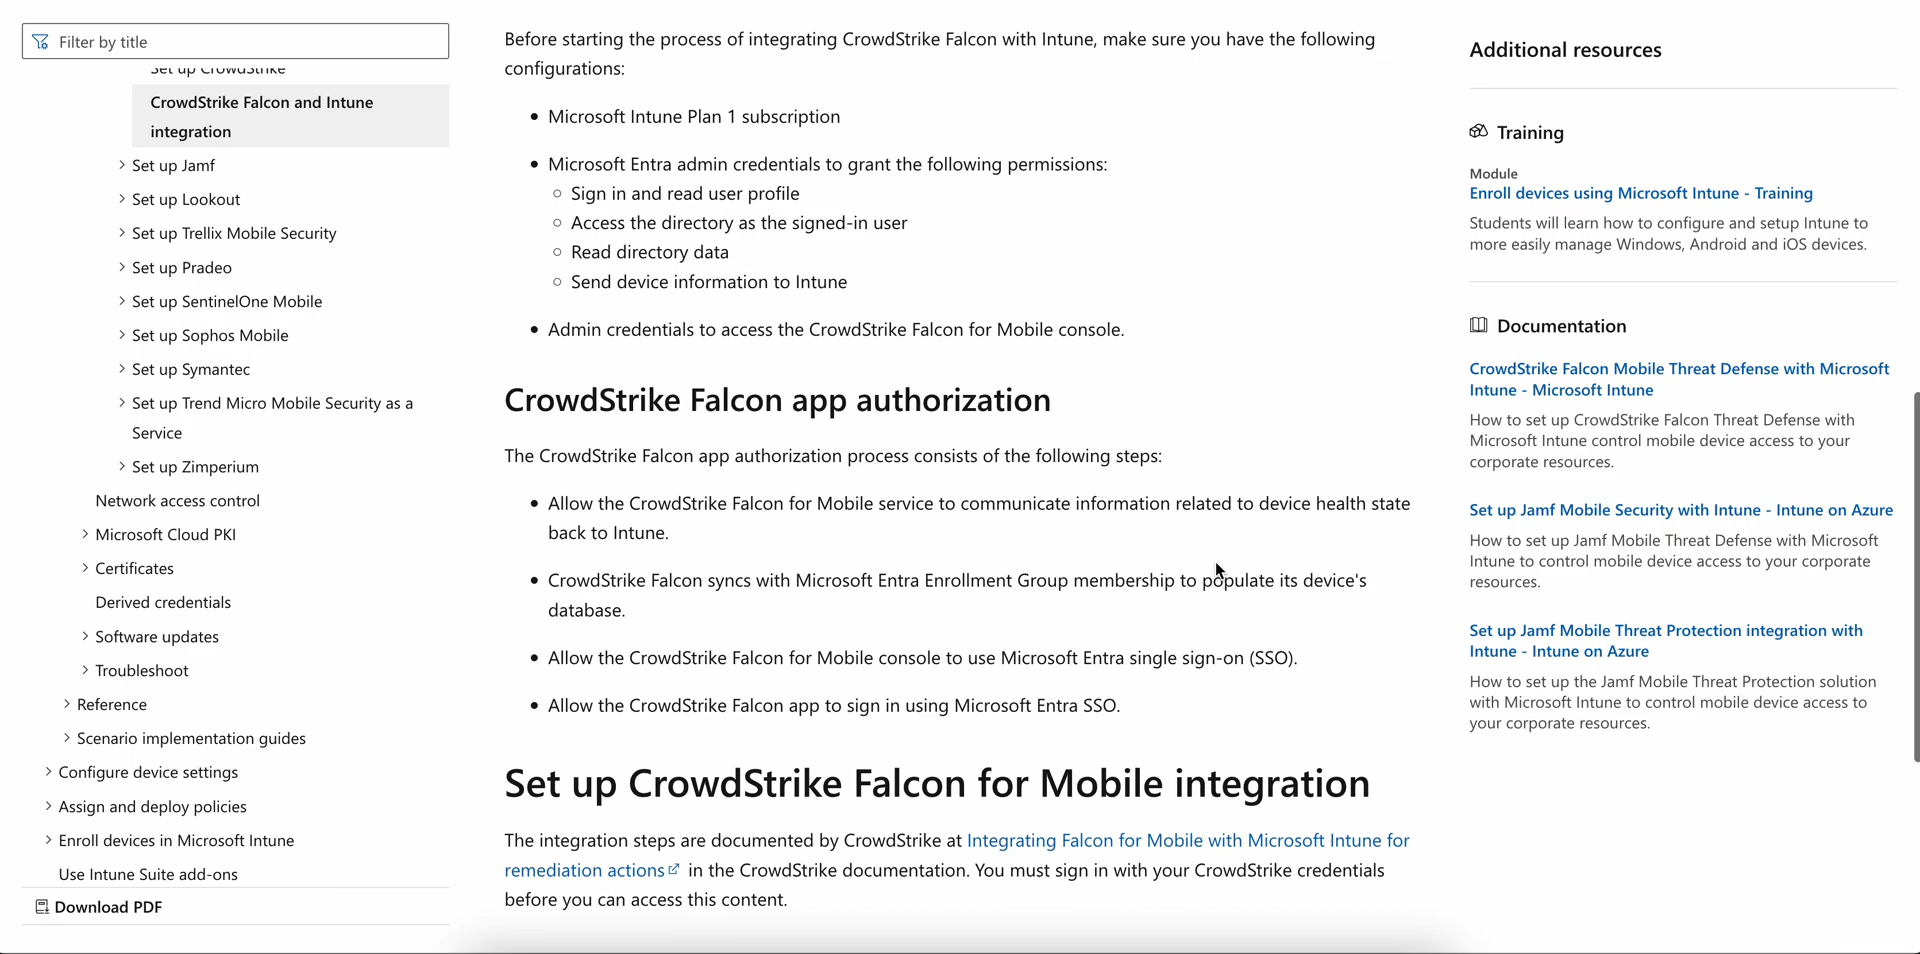 Filter by title
Set up CrowdStrike
CrowdStrike Falcon and Intune
integration
Set up Jamf
Set up Lookout
Set up Trellix Mobile Security
Set up Pradeo
Set up SentinelOne Mobile
Set up Sophos Mobile
Set up Symantec
Set up Trend Micro Mobile Security as a
Service
Set up Zimperium
Network access control
Microsoft Cloud PKI
Certificates
Derived credentials
Software updates
Troubleshoot
Reference
Scenario implementation guides
Configure device settings
Assign and deploy policies
Enroll devices in Microsoft Intune
Use Intune Suite add-ons
Download PDF
Before starting the process of integrating CrowdStrike Falcon with Intune, make sure you have the following
configurations:
• Microsoft Intune Plan 1 subscription
• Microsoft Entra admin credentials to grant the following permissions:
○ Sign in and read user profile
○ Access the directory as the signed-in user
○ Read directory data
○ Send device information to Intune
• Admin credentials to access the CrowdStrike Falcon for Mobile console.
CrowdStrike Falcon app authorization
The CrowdStrike Falcon app authorization process consists of the following steps:
• Allow the CrowdStrike Falcon for Mobile service to communicate information related to device health state
back to Intune.
• CrowdStrike Falcon syncs with Microsoft Entra Enrollment Group membership to populate its device's
database.
• Allow the CrowdStrike Falcon for Mobile console to use Microsoft Entra single sign-on (SSO).
• Allow the CrowdStrike Falcon app to sign in using Microsoft Entra SSO.
Set up CrowdStrike Falcon for Mobile integration
The integration steps are documented by CrowdStrike at Integrating Falcon for Mobile with Microsoft Intune for
remediation actions in the CrowdStrike documentation. You must sign in with your CrowdStrike credentials
before you can access this content.
Additional resources
Training
Module
Enroll devices using Microsoft Intune - Training
Students will learn how to configure and setup Intune to
more easily manage Windows, Android and iOS devices.
Documentation
CrowdStrike Falcon Mobile Threat Defense with Microsoft
Intune - Microsoft Intune
How to set up CrowdStrike Falcon Threat Defense with
Microsoft Intune control mobile device access to your
corporate resources.
Set up Jamf Mobile Security with Intune - Intune on Azure
How to set up Jamf Mobile Threat Defense with Microsoft
Intune to control mobile device access to your corporate
resources.
Set up Jamf Mobile Threat Protection integration with
Intune - Intune on Azure
How to set up the Jamf Mobile Threat Protection solution
with Microsoft Intune to control mobile device access to
your corporate resources.